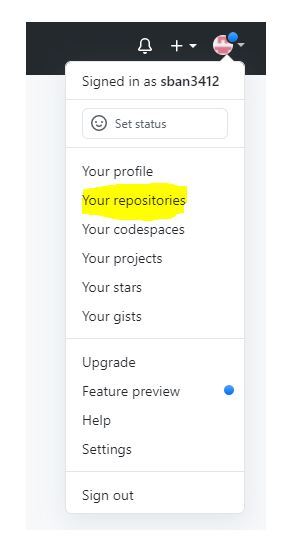 Signed in as sban3412
Set status
Your profile
Your repositories
Your codespaces
Your projects
Your stars
Your gists
Upgrade
Feature preview
Help
Settings
Sign out